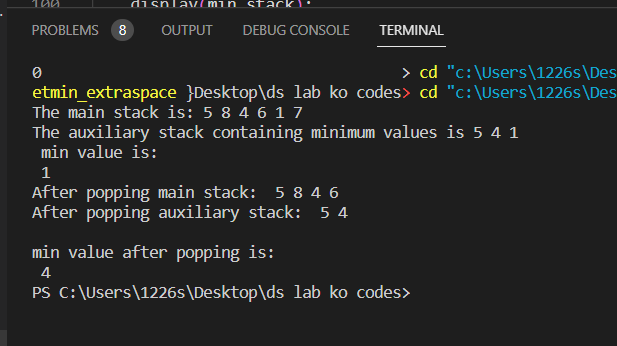 100 display(min_stack);
PROBLEMS 8 OUTPUT DEBUG CONSOLE TERMINAL
0 > cd "c:\Users\1226s\Des
etmin_extraspace }Desktop\ds lab ko codes> cd "c:\Users\1226s\Des
The main stack is: 5 8 4 6 1 7
The auxiliary stack containing minimum values is 5 4 1
min value is:
1
After popping main stack:  5 8 4 6
After popping auxiliary stack:  5 4
min value after popping is:
4
PS C:\Users\1226s\Desktop\ds lab ko codes>